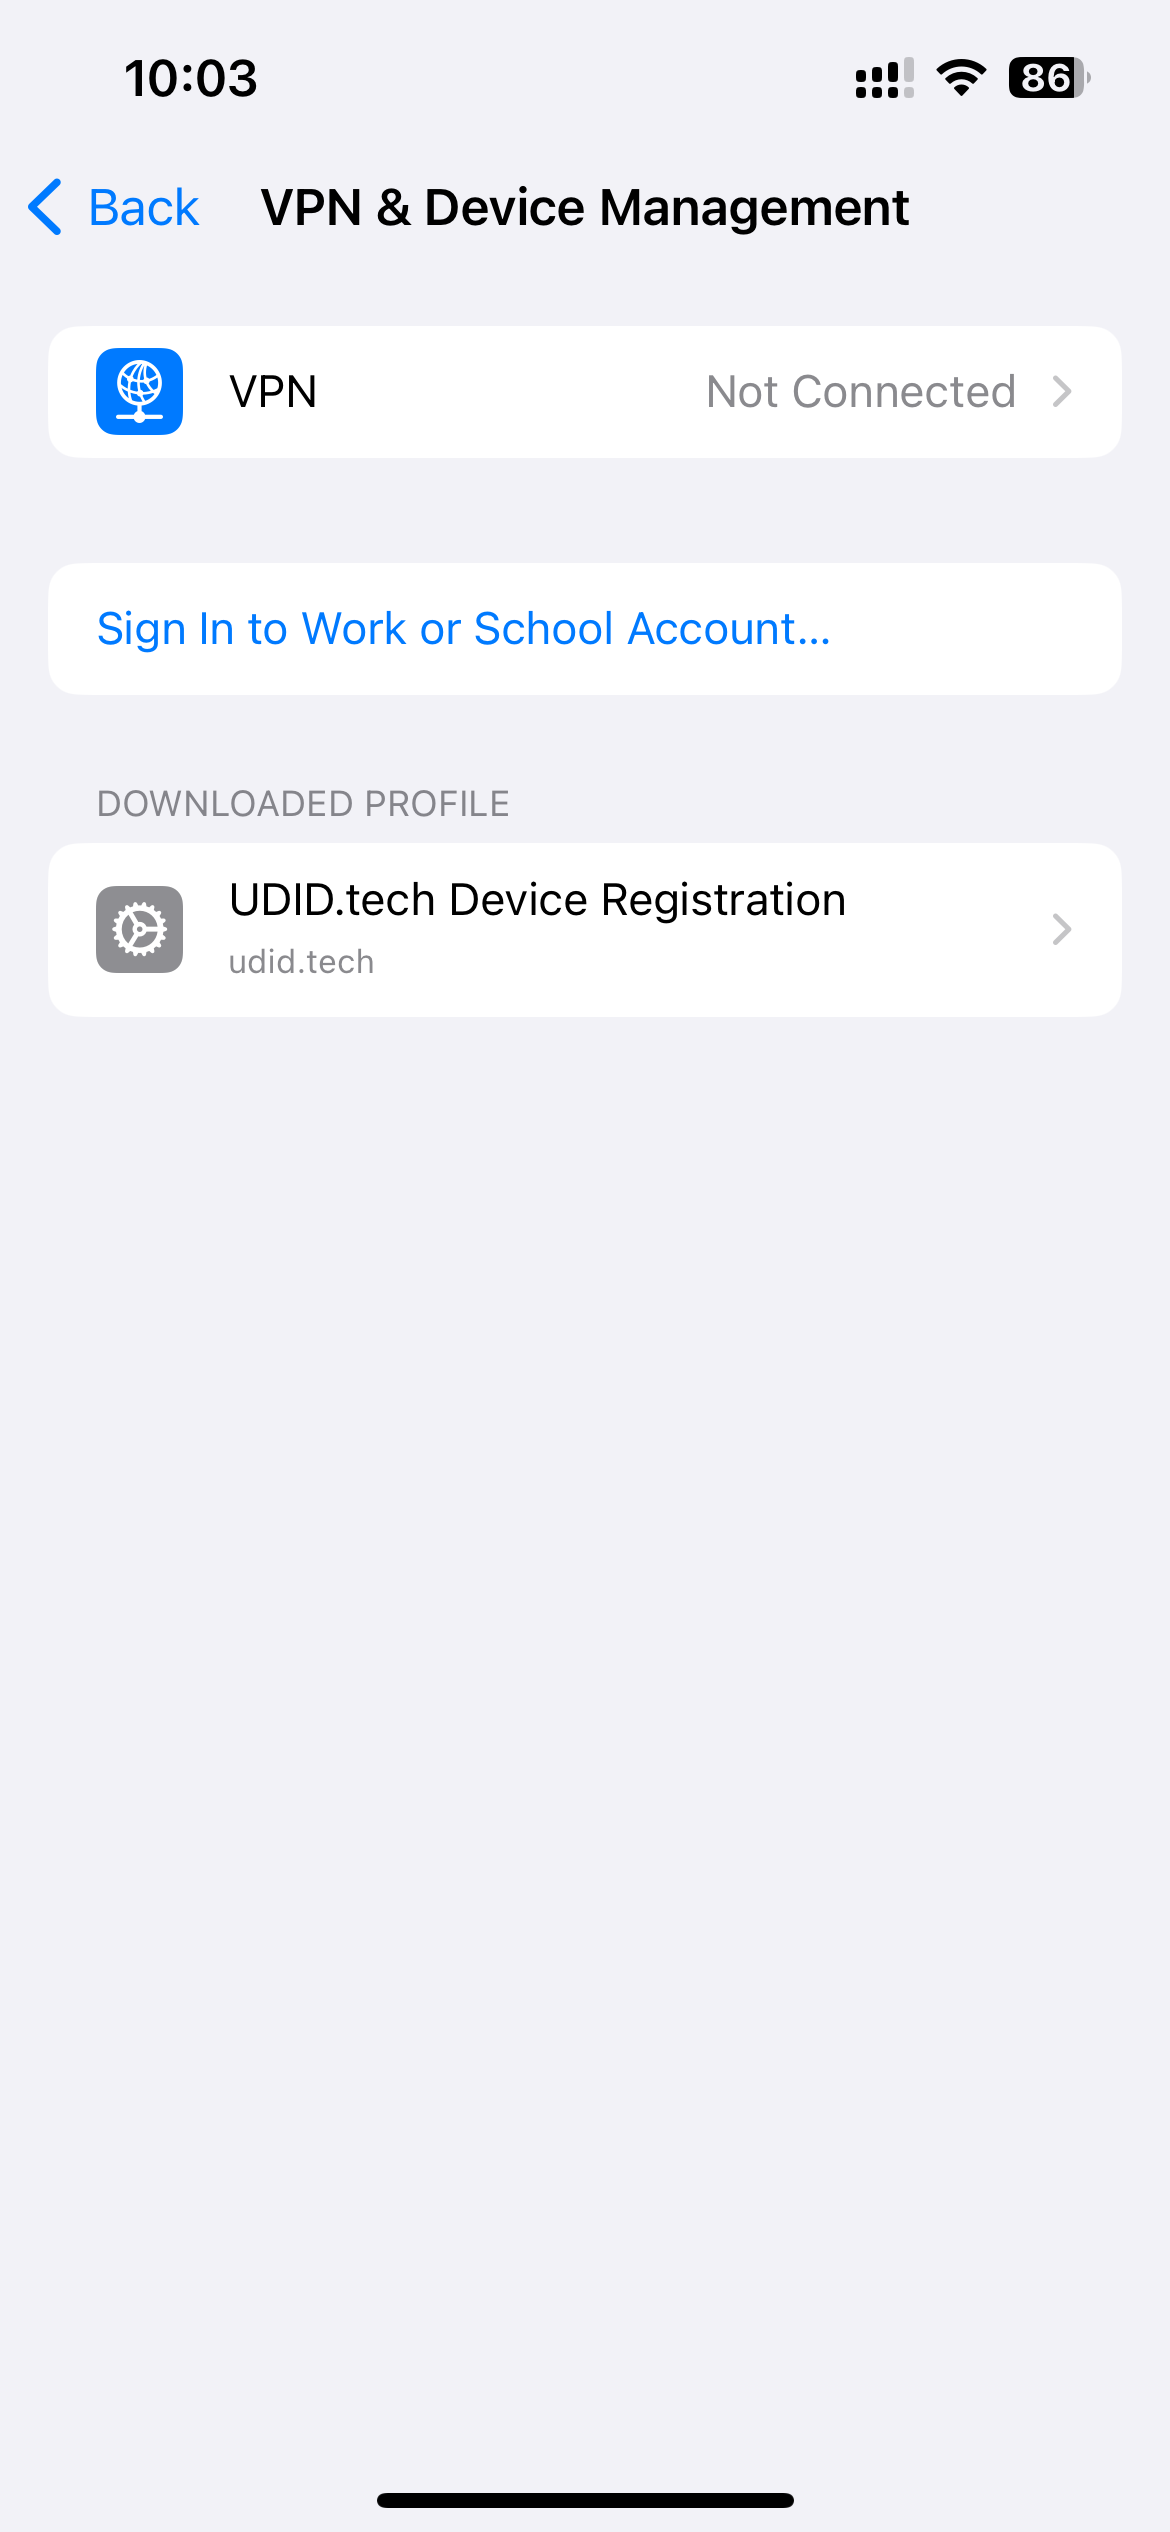 10:03
86
Back
VPN & Device Management
VPN
Not Connected
Sign In to Work or School Account...
DOWNLOADED PROFILE
UDID.tech Device Registration
udid.tech